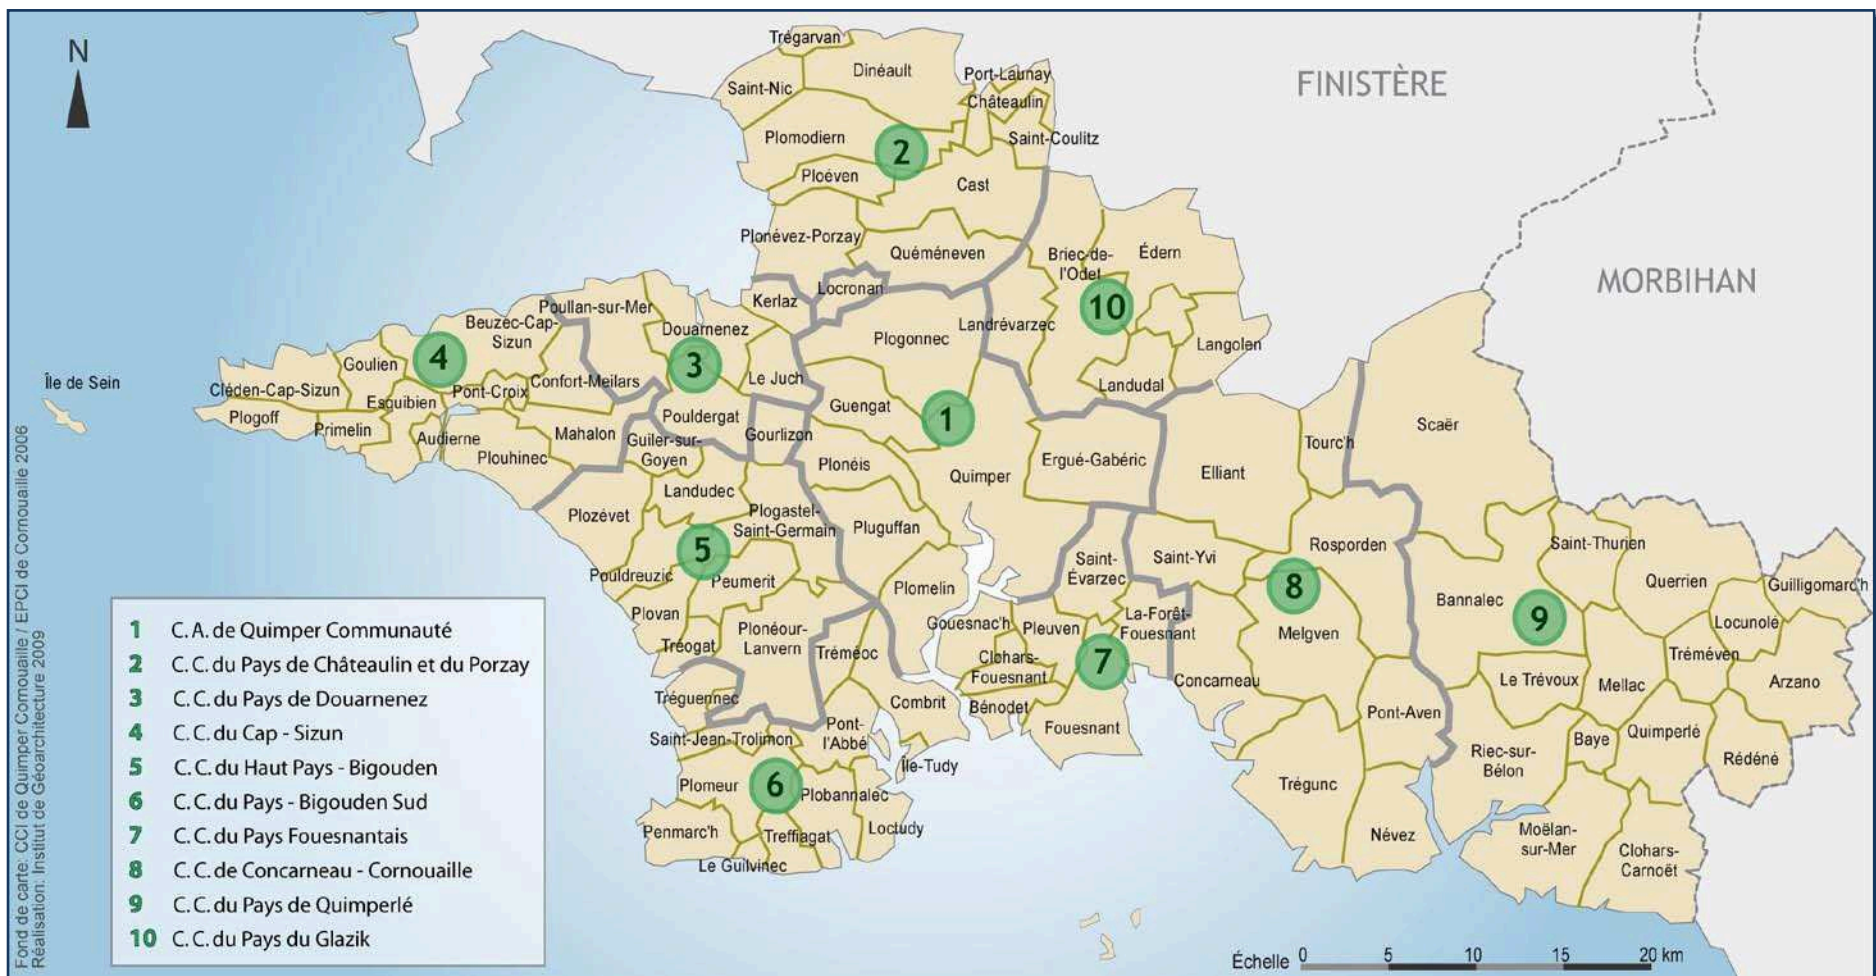 N
FINISTÈRE
MORBIHAN
Trégarvan
Dinéault
Port-Launay
Saint-Nic
Châteaulin
Plomodiern
Saint-Coulitz
2
Ploéven
Cast
Plonévez-Porzay
Quéméneven
Briec-de-
l'Odet
Édern
Locronan
Kerlaz
10
Poullan-sur-Mer
Beuzec-Cap-
Sizun
Douarnenez
Plogonnec
Landrévarzec
Langolen
4
Goulien
3
Île de Sein
Cléden-Cap-Sizun
Esquibien
Pont-Croix
Confort-Meilars
Le Juch
Landudal
Plogoff
Primelin
Audierne
Mahalon
Pouldergat
Guengat
1
Plouhinec
Guiler-sur-
Goyen
Gourlizon
Plonéis
Quimper
Ergué-Gabéric
Elliant
Tourc'h
Scaër
Landudec
Plozévet
Plogastel-
Saint-Germain
Pluguffan
5
Saint-
Évarzec
Saint-Yvi
Rosporden
Saint-Thurien
Querrien
Guilligomarc'h
Pouldreuzic
Peumerit
Plomelin
8
Bannalec
9
Locunolé
Plovan
Plonéour-
Lanvern
Gouesnac'h
Pleuven
La-Forêt-
Fouesnant
Melgven
Tréogat
Tréméoc
Clohars-
Fouesnant
7
Tréméven
Concarneau
Le Trévoux
Mellac
Arzano
Tréguennec
Combrit
Bénodet
Fouesnant
Pont-Aven
Saint-Jean-Trolimon
Pont-
l'Abbé
Île-Tudy
Riec-sur-
Bélon
Baye
Quimperlé
Rédéné
Plomeur
6
Plobannalec
Trégunc
Penmarc'h
Treffiagat
Loctudy
Névez
Moëlan-
sur-Mer
Clohars-
Carnoët
Le Guilvinec
1 C.A. de Quimper Communauté
2 C.C. du Pays de Châteaulin et du Porzay
3 C.C. du Pays de Douarnenez
4 C.C. du Cap - Sizun
5 C.C. du Haut Pays - Bigouden
6 C.C. du Pays - Bigouden Sud
7 C.C. du Pays Fouesnantais
8 C.C. de Concarneau - Cornouaille
9 C.C. du Pays de Quimperlé
10 C.C. du Pays du Glazik
Échelle 0 5 10 15 20 km
Fond de carte: CCI de Quimper Cornouaille / EPCI de Cornouaille 2006
Réalisation: Institut de Géoarchitecture 2009